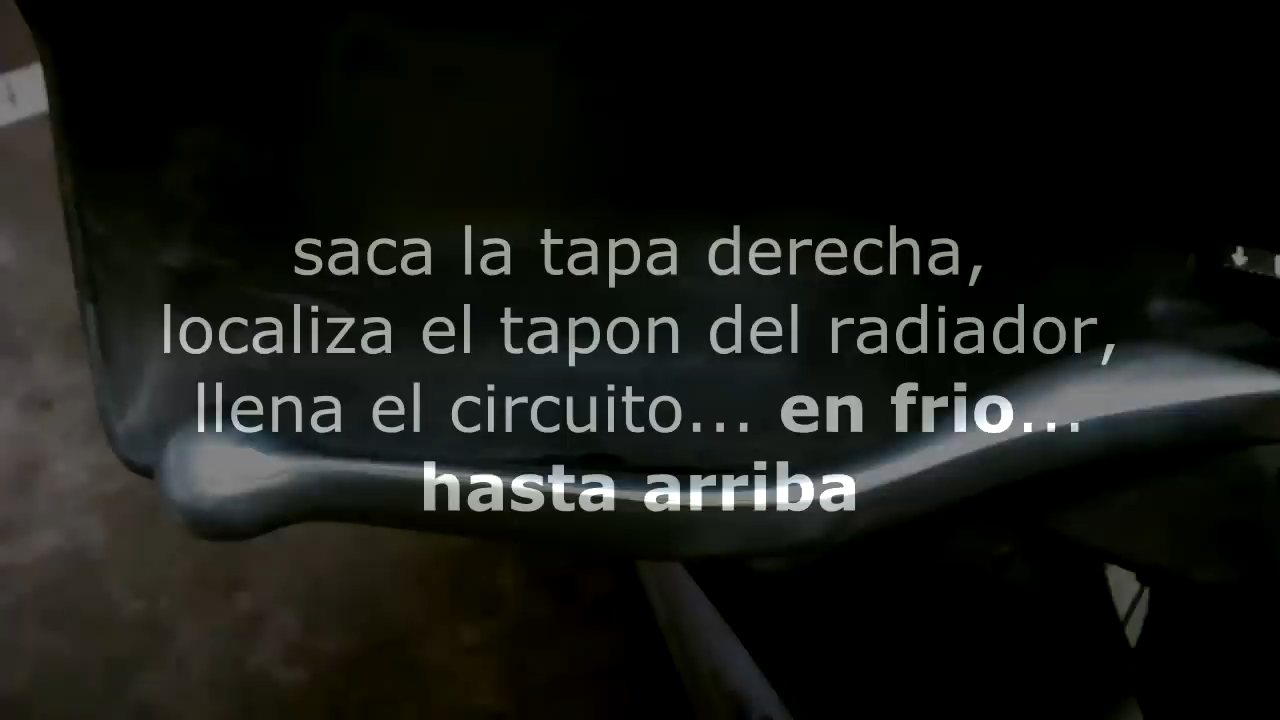 saca la tapa derecha,
localiza el tapon del radiador,
llena el circuito... en frio...
hasta arriba